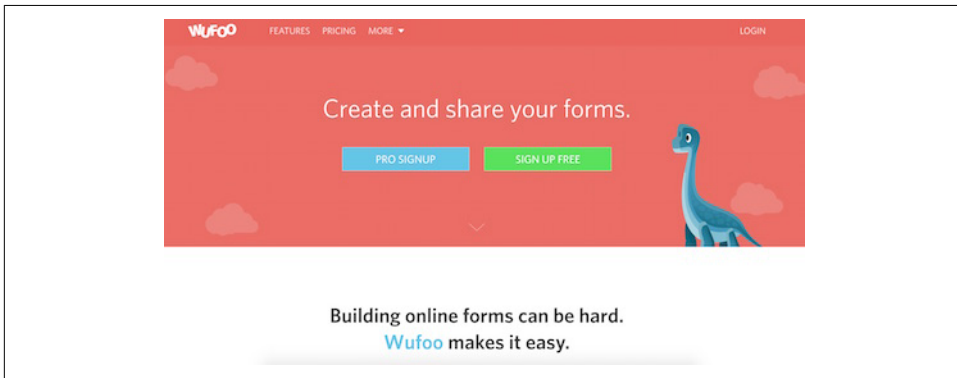 WUFOO FEATURES PRICING MORE LOGIN
Create and share your forms.
PRO SIGNUP SIGN UP FREE
Building online forms can be hard.
Wufoo makes it easy.